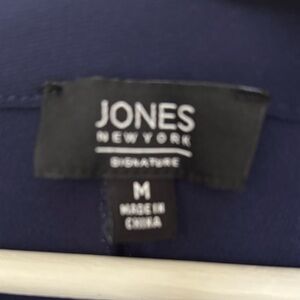 JONES
NEW YORK
SIGNATURE
M
MADE IN
CHINA